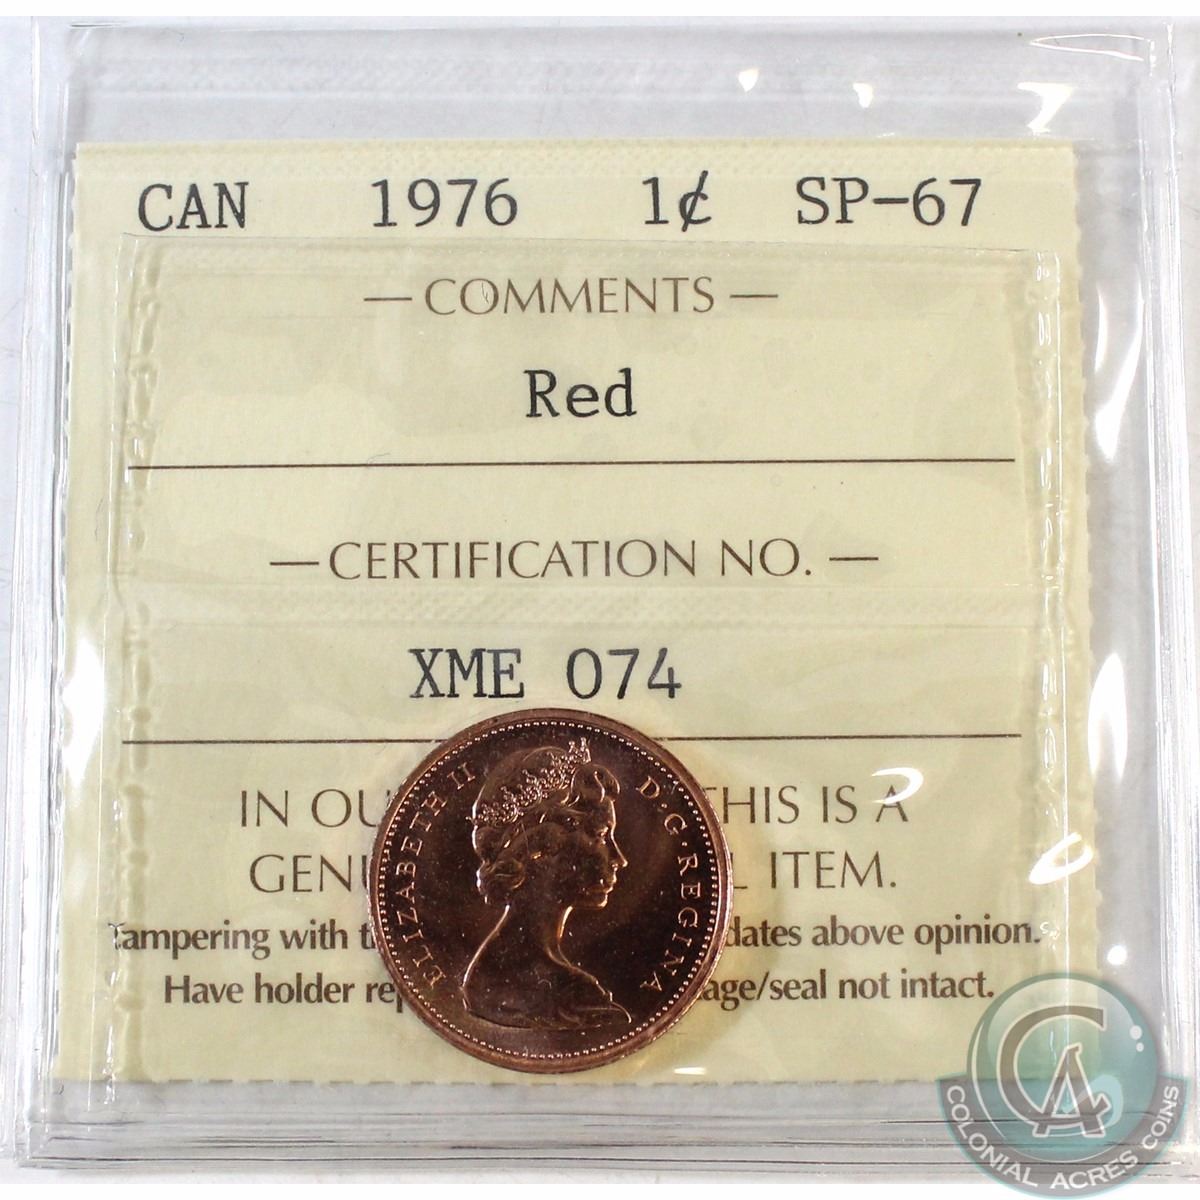 CAN 1976 1¢ SP-67
— COMMENTS —
Red
— CERTIFICATION NO. —
XME 074
IN OU THIS IS A
GENU L ITEM.
Tampering with t dates above opinion.
Have holder rep age/seal not intact.
ELIZABETH II D·G·REGINA
CA
COLONIAL ACRES COINS